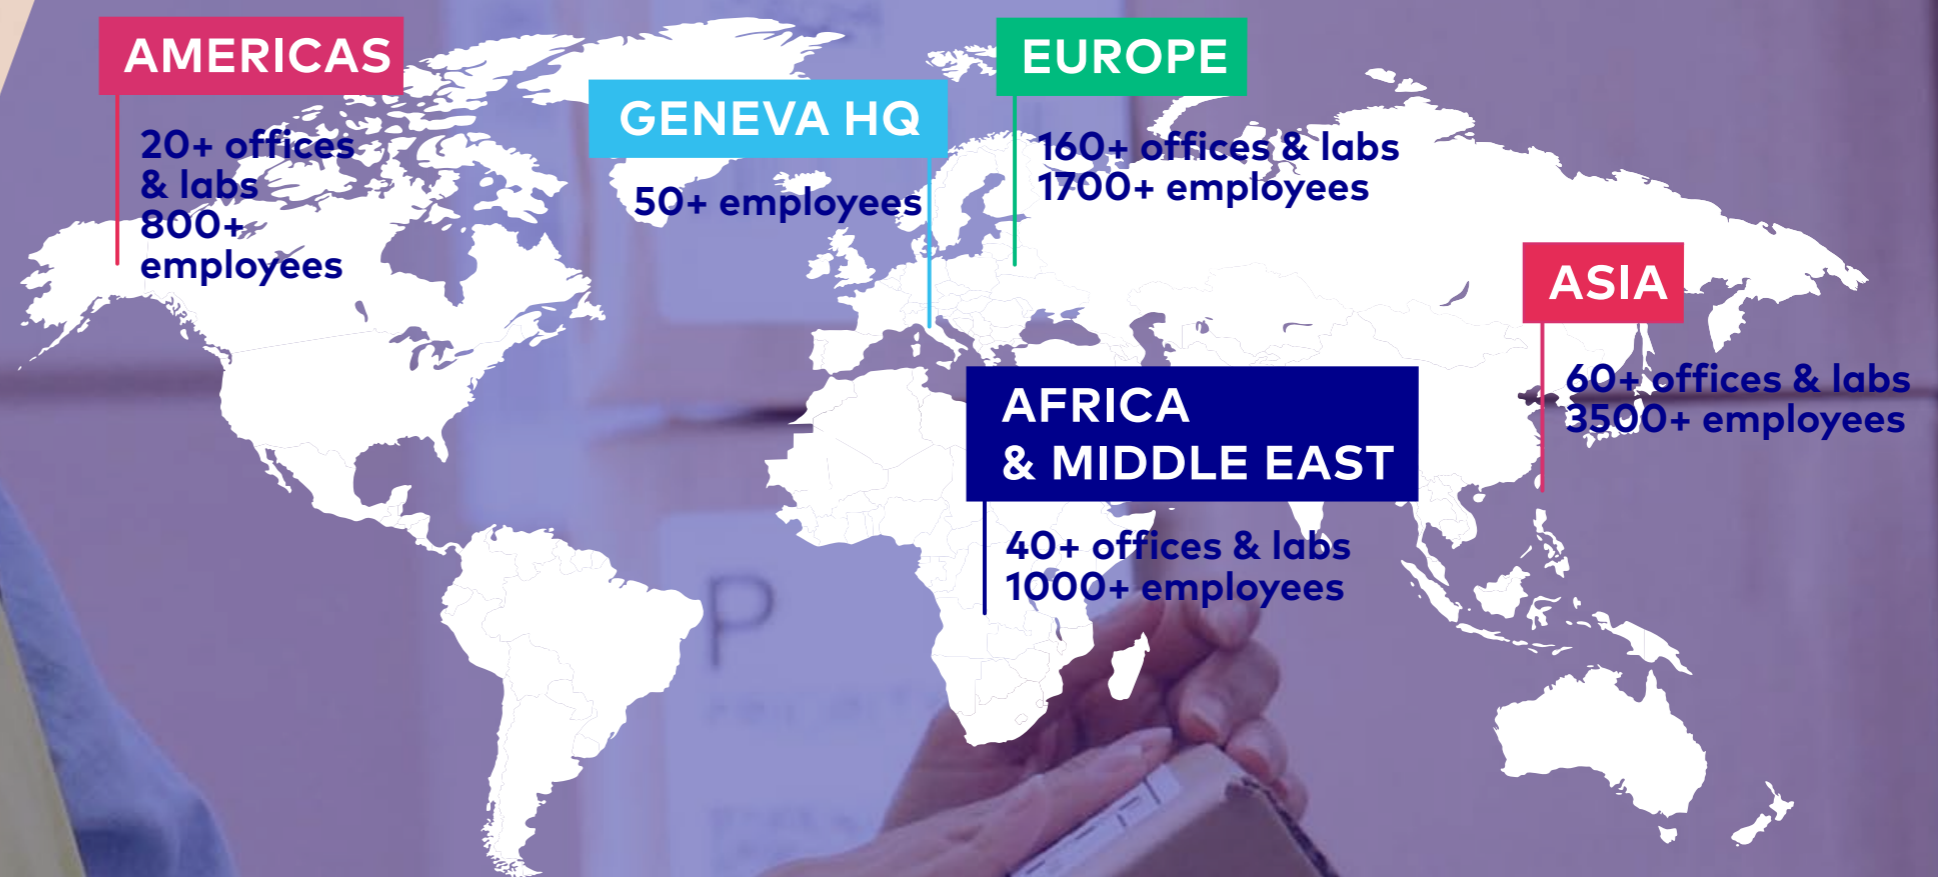 AMERICAS
20+ offices
& labs
800+
employees
GENEVA HQ
50+ employees
EUROPE
160+ offices & labs
1700+ employees
ASIA
60+ offices & labs
3500+ employees
AFRICA
& MIDDLE EAST
40+ offices & labs
1000+ employees
P